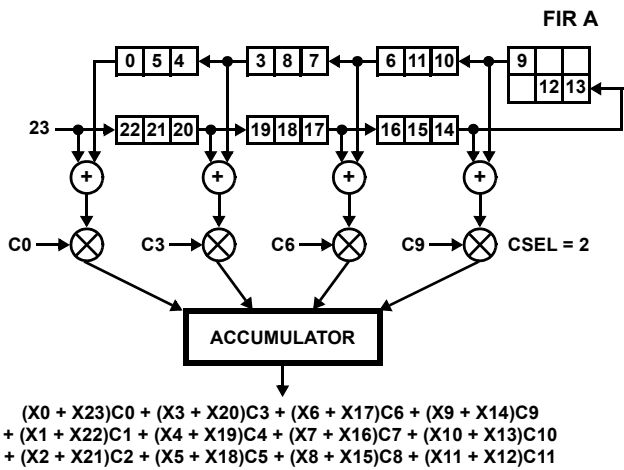 FIR A
0 5 4 3 8 7 6 11 10 9
12 13
23 22 21 20 19 18 17 16 15 14
+ + + +
C0 C3 C6 C9 CSEL = 2
ACCUMULATOR
(X0 + X23)C0 + (X3 + X20)C3 + (X6 + X17)C6 + (X9 + X14)C9
+ (X1 + X22)C1 + (X4 + X19)C4 + (X7 + X16)C7 + (X10 + X13)C10
+ (X2 + X21)C2 + (X5 + X18)C5 + (X8 + X15)C8 + (X11 + X12)C11